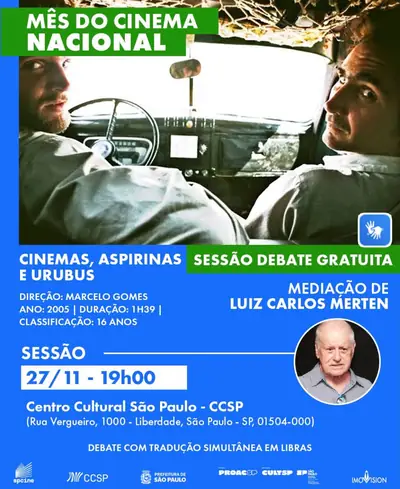 MÊS DO CINEMA
NACIONAL
CINEMAS, ASPIRINAS
E URUBUS
SESSÃO DEBATE GRATUITA
DIREÇÃO: MARCELO GOMES
ANO: 2005 | DURAÇÃO: 1H39 |
CLASSIFICAÇÃO: 16 ANOS
MEDIAÇÃO DE
LUIZ CARLOS MERTEN
SESSÃO
27/11 - 19h00
Centro Cultural São Paulo - CCSP
(Rua Vergueiro, 1000 - Liberdade, São Paulo - SP, 01504-000)
DEBATE COM TRADUÇÃO SIMULTÂNEA EM LIBRAS
spcine
CCSP
PREFEITURA DE
SÃO PAULO
PROAC
CULTSP
IMOVISION